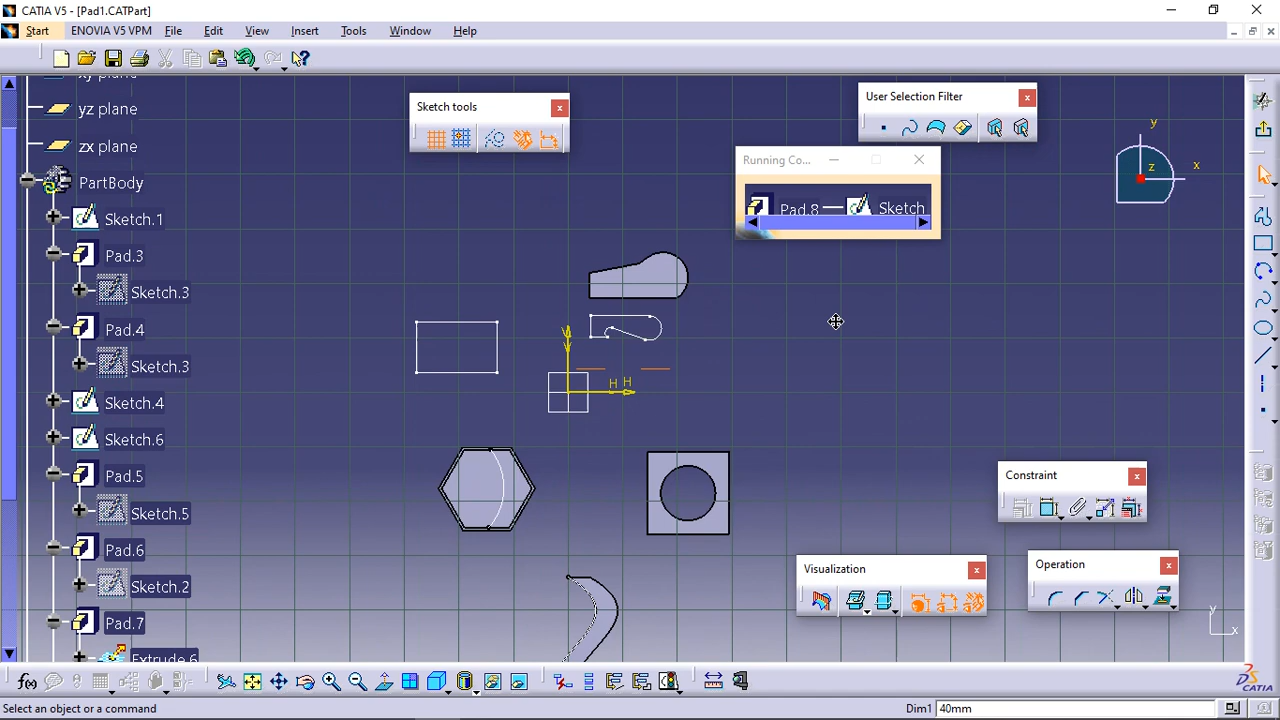 CATIA V5 - [Pad1.CATPart]
Start ENOVIA V5 VPM File Edit View Insert Tools Window Help
xy plane
yz plane
zx plane
PartBody
Sketch.1
Pad.3
Sketch.3
Pad.4
Sketch.3
Sketch.4
Sketch.6
Pad.5
Sketch.5
Pad.6
Sketch.2
Pad.7
Extrude.6
Sketch tools
User Selection Filter
Running Co...
Pad.8 Sketch
y
x
z
V
H H
Constraint
Visualization
Operation
y
x
f(x)
CATIA
Select an object or a command
Dim1 40mm